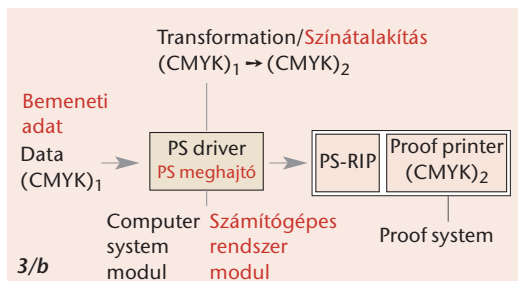 Transformation/Színátalakítás
(CMYK)₁ → (CMYK)₂
Bemeneti
adat
Data
(CMYK)₁
PS driver
PS meghajtó
PS-RIP
Proof printer
(CMYK)₂
Computer
system
modul
Számítógépes
rendszer
modul
Proof system
3/b